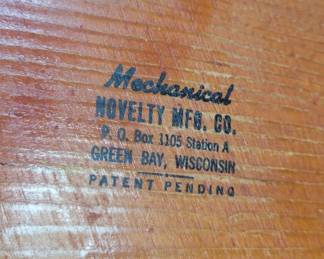 Mechanical
NOVELTY MFG. CO.
P. O. Box 1105 Station A
GREEN BAY, WISCONSIN
PATENT PENDING